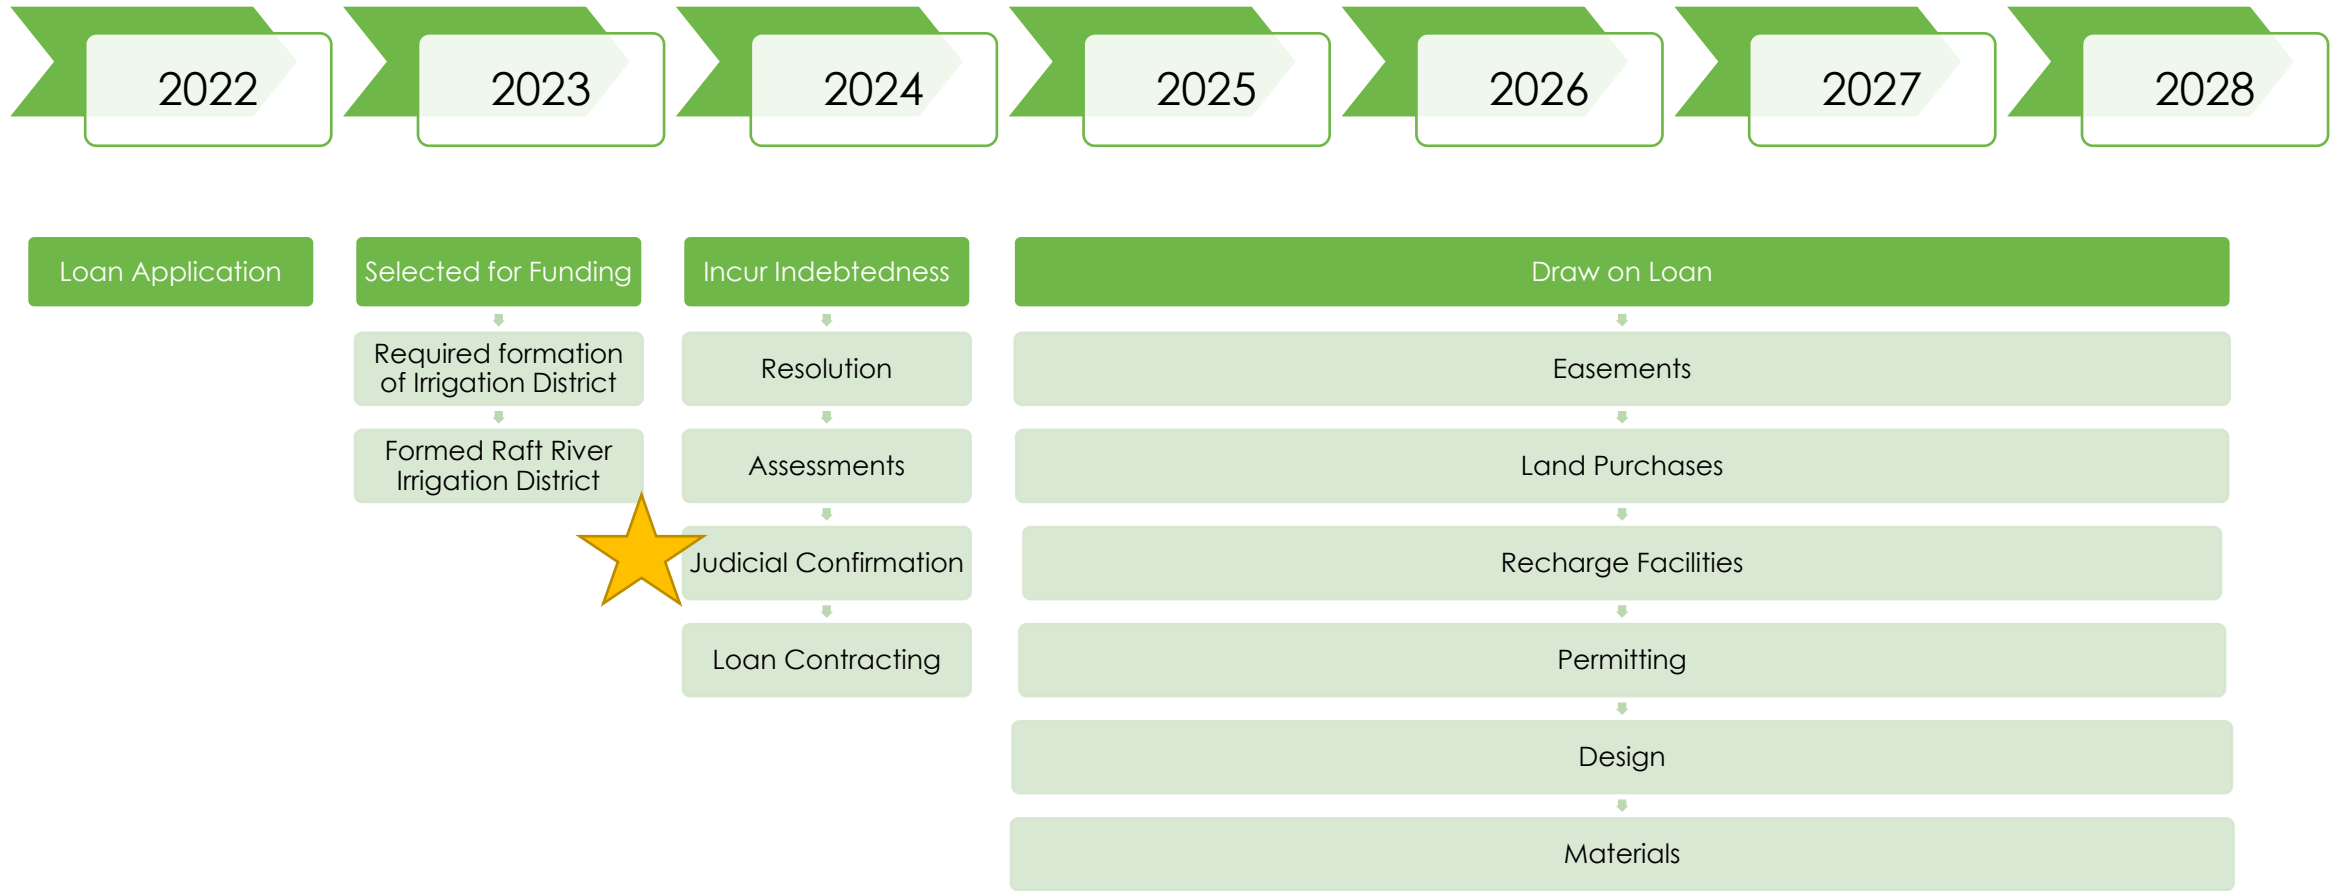 2022
2023
2024
2025
2026
2027
2028
Loan Application
Selected for Funding
Required formation
of Irrigation District
Formed Raft River
Irrigation District
Incur Indebtedness
Resolution
Assessments
Judicial Confirmation
Loan Contracting
Draw on Loan
Easements
Land Purchases
Recharge Facilities
Permitting
Design
Materials